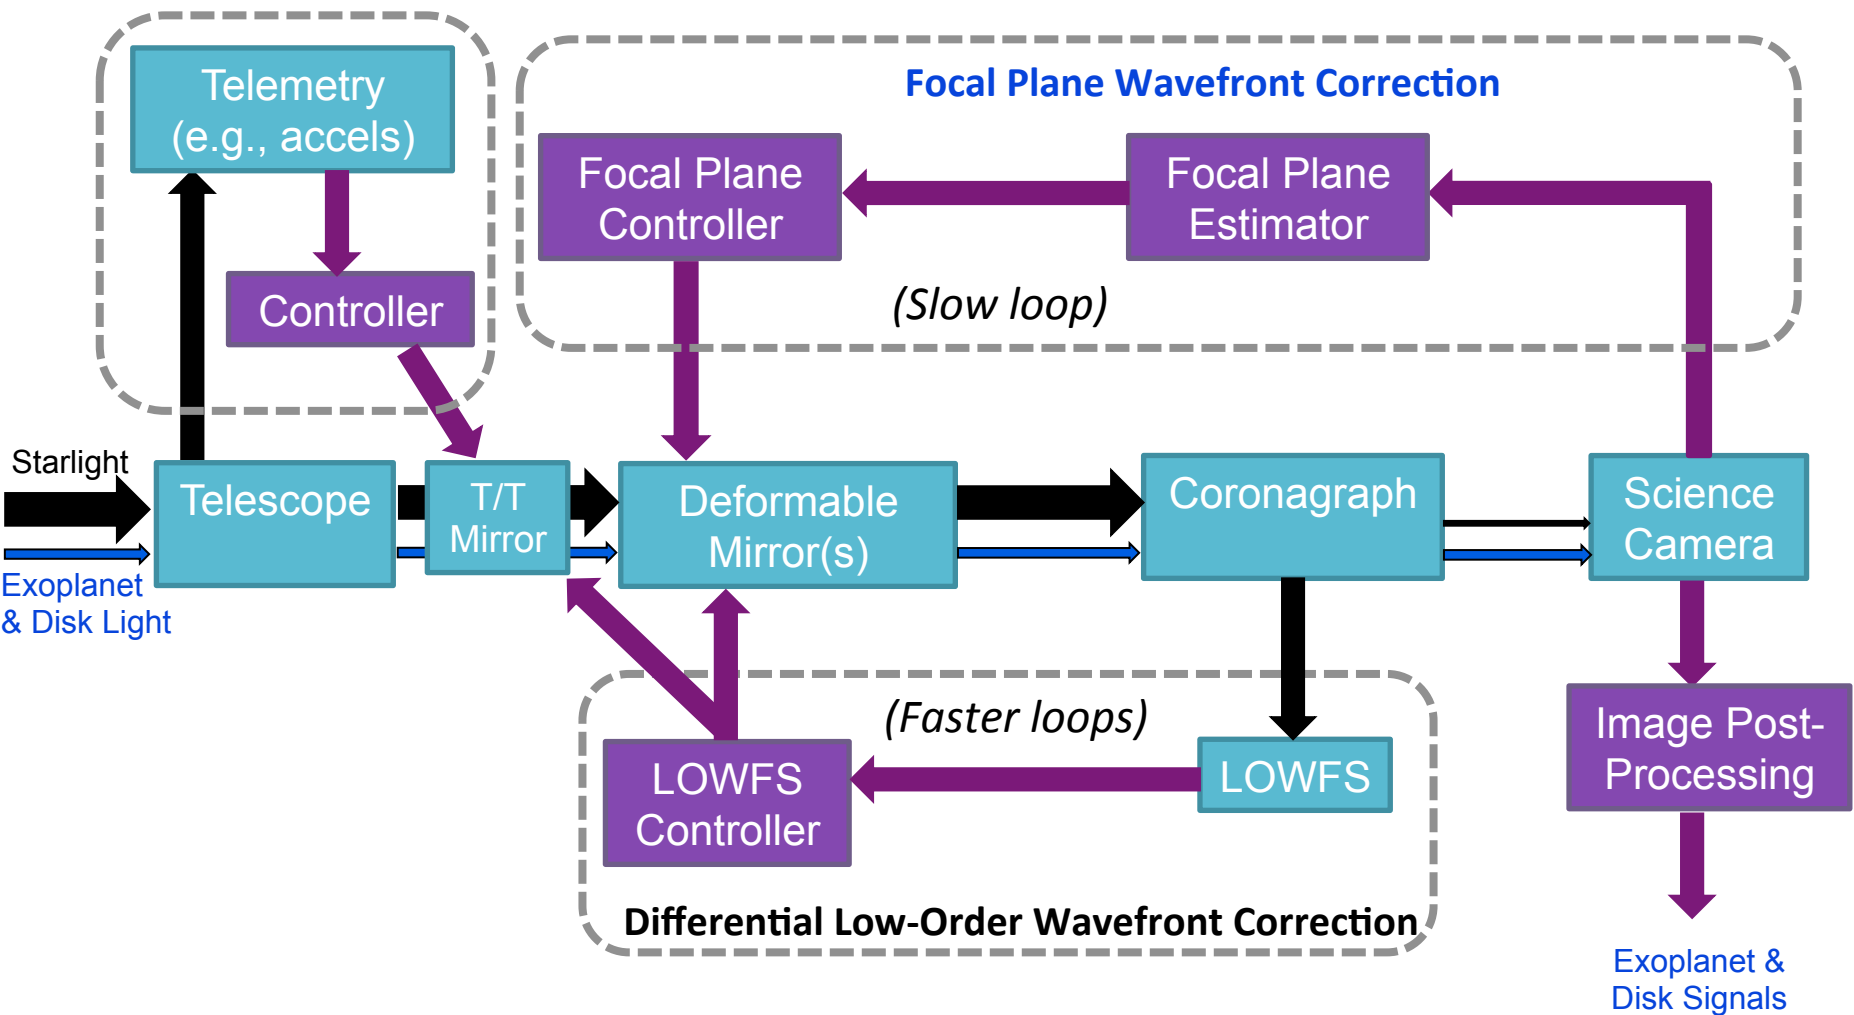 Telemetry
(e.g., accels)
Controller
Focal Plane Wavefront Correction
Focal Plane
Controller
Focal Plane
Estimator
(Slow loop)
Starlight
Exoplanet
& Disk Light
Telescope
T/T
Mirror
Deformable
Mirror(s)
Coronagraph
Science
Camera
(Faster loops)
LOWFS
Controller
LOWFS
Differential Low-Order Wavefront Correction
Image Post-
Processing
Exoplanet &
Disk Signals